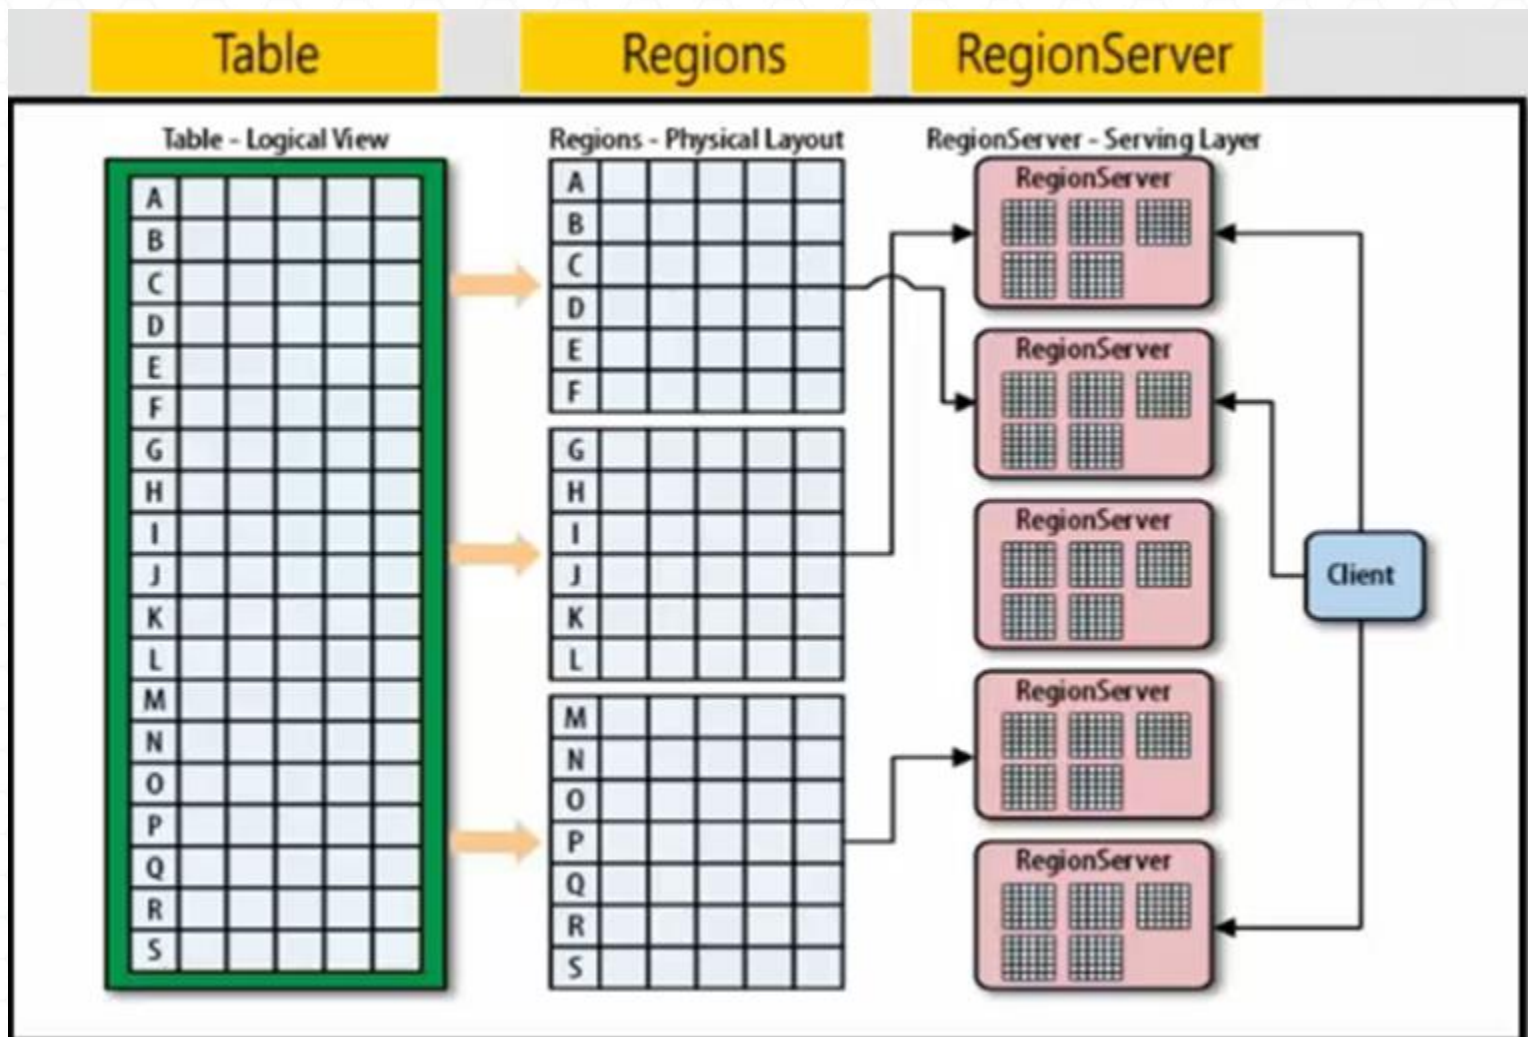 Table
Regions
RegionServer
Table - Logical View
A
B
C
D
E
F
G
H
I
J
K
L
M
N
O
P
Q
R
S
Regions - Physical Layout
A
B
C
D
E
F
G
H
I
J
K
L
M
N
O
P
Q
R
S
RegionServer - Serving Layer
RegionServer
RegionServer
RegionServer
RegionServer
RegionServer
Client